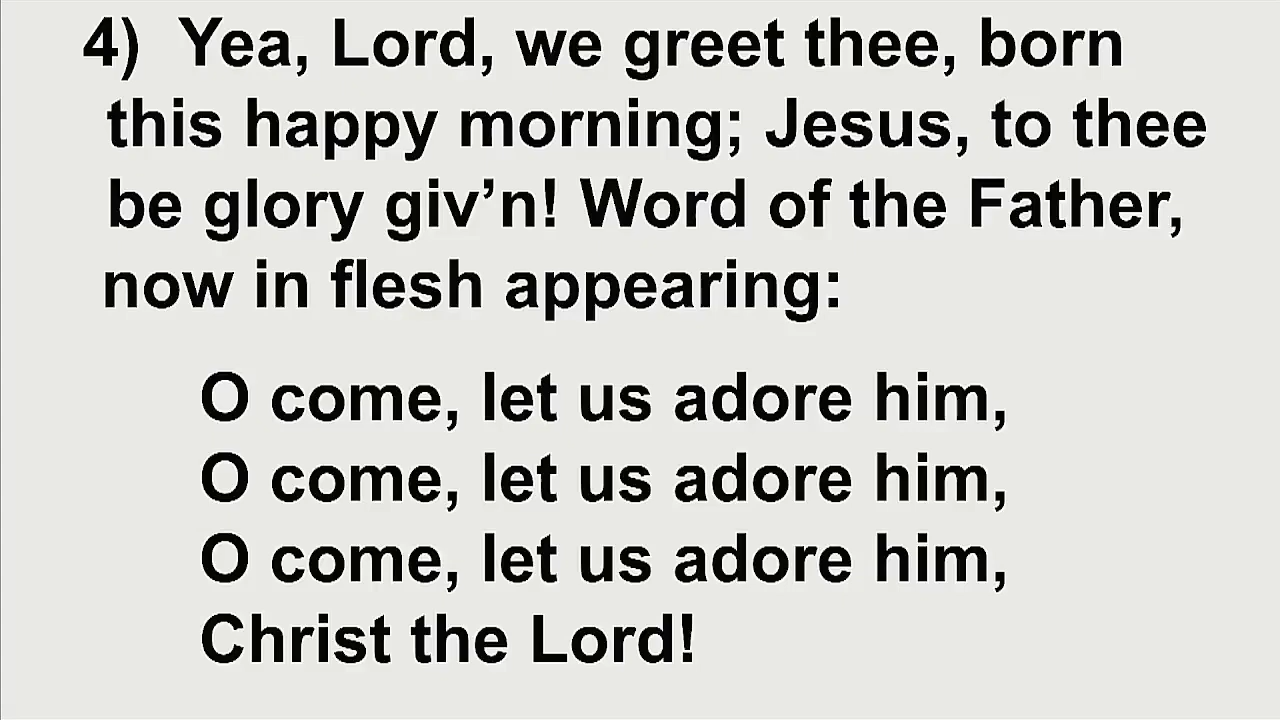 4) Yea, Lord, we greet thee, born
this happy morning; Jesus, to thee
be glory giv’n! Word of the Father,
now in flesh appearing:
O come, let us adore him,
O come, let us adore him,
O come, let us adore him,
Christ the Lord!